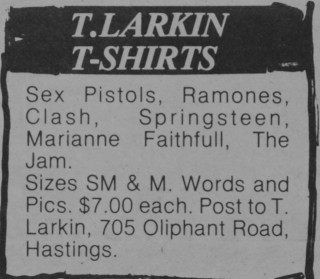 T.LARKIN
T-SHIRTS
Sex Pistols, Ramones,
Clash, Springsteen,
Marianne Faithfull, The
Jam.
Sizes SM & M. Words and
Pics. $7.00 each. Post to T.
Larkin, 705 Oliphant Road,
Hastings.